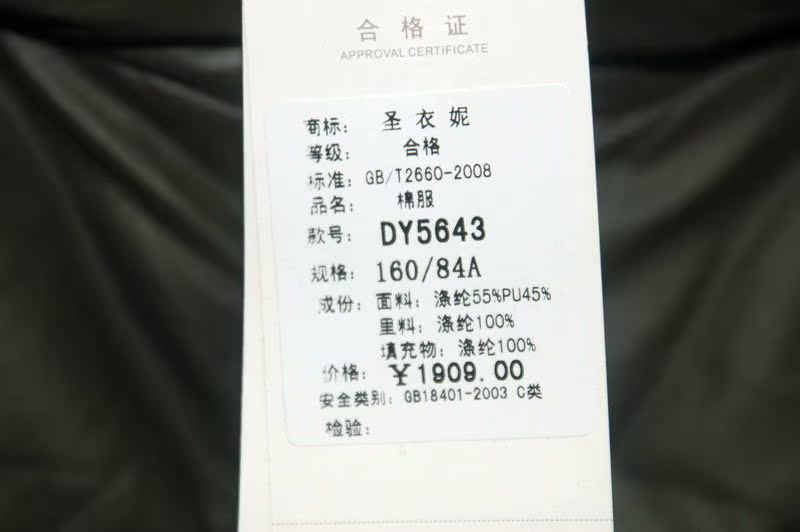 合格证
APPROVAL CERTIFICATE
商标： 圣衣妮
等级： 合格
标准： GB/T2660-2008
品名： 棉服
款号： DY5643
规格： 160/84A
成份： 面料： 涤纶55%PU45%
里料： 涤纶100%
填充物： 涤纶100%
价格： ￥1909.00
安全类别： GB18401-2003 C类
检验：